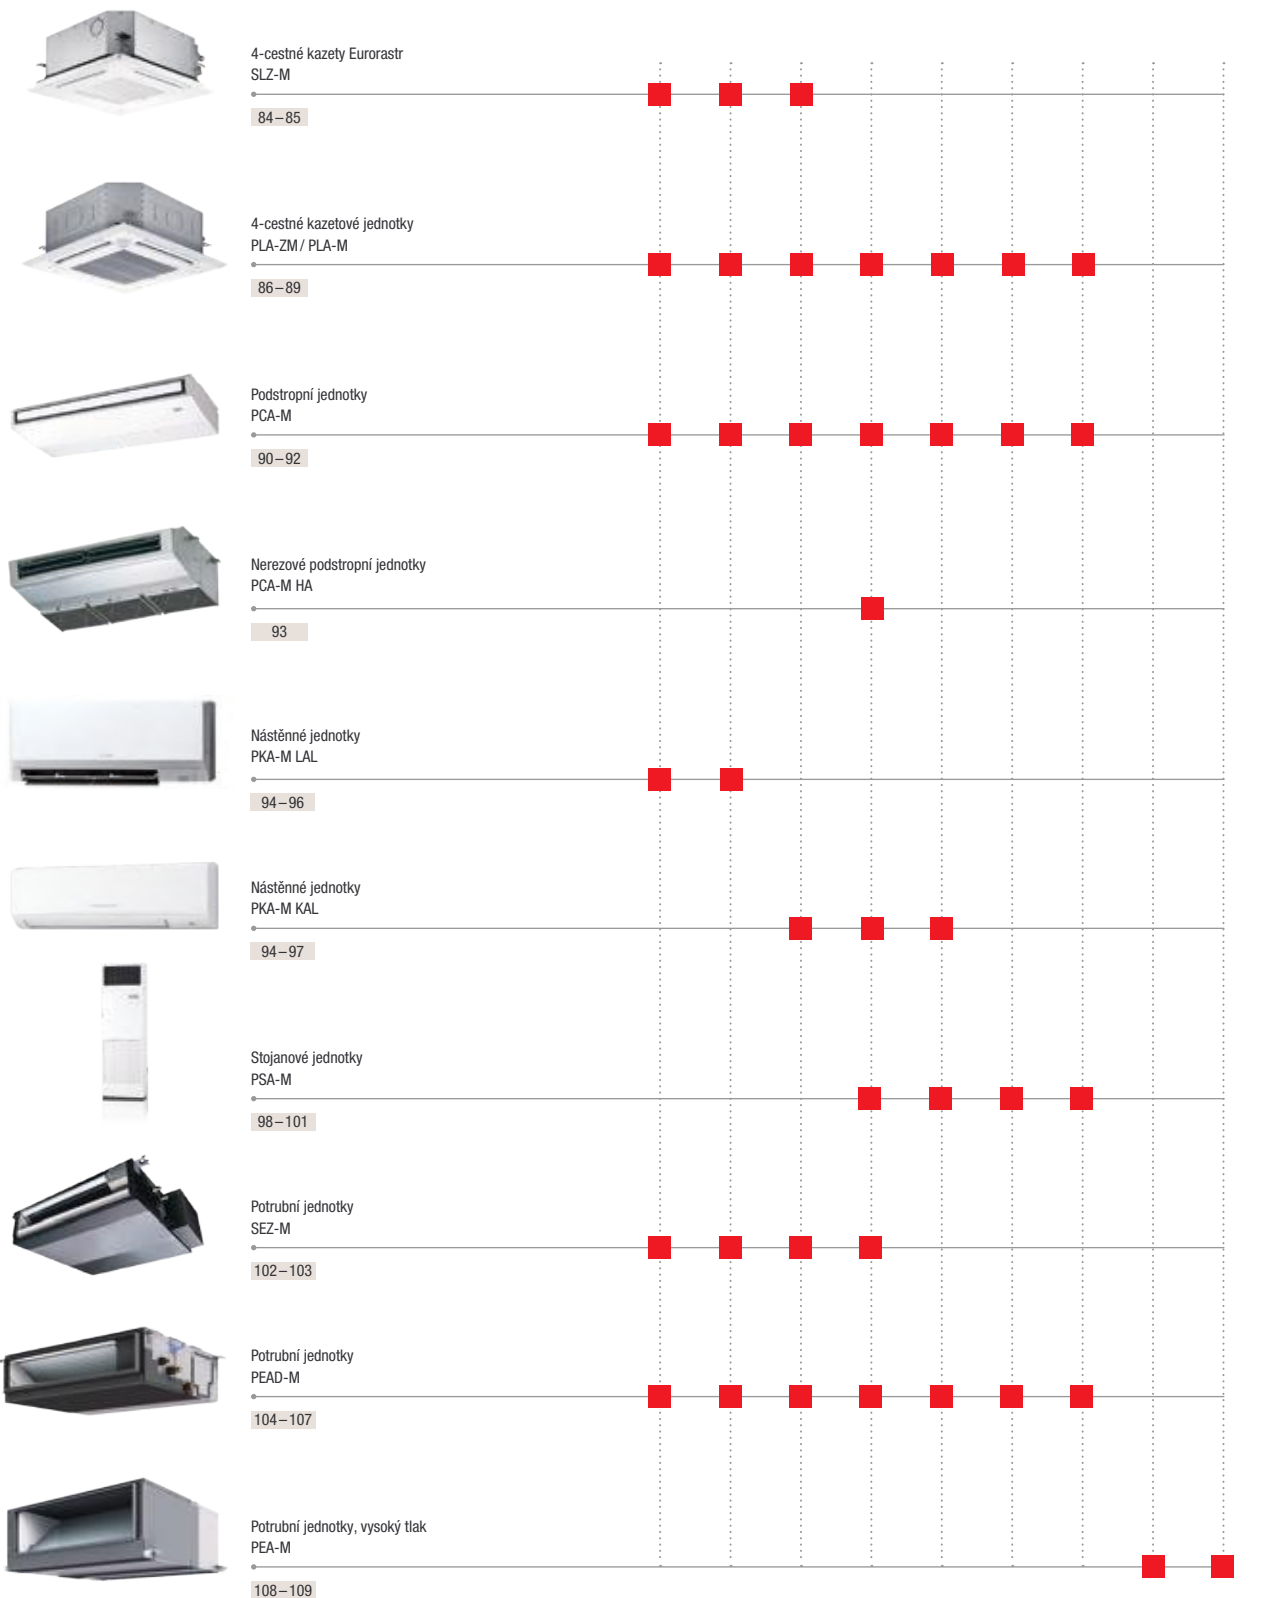 4-cestné kazety Eurorastr
SLZ-M
84–85
4-cestné kazetové jednotky
PLA-ZM / PLA-M
86–89
Podstropní jednotky
PCA-M
90–92
Nerezové podstropní jednotky
PCA-M HA
93
Nástěnné jednotky
PKA-M LAL
94–96
Nástěnné jednotky
PKA-M KAL
94–97
Stojanové jednotky
PSA-M
98–101
Potrubní jednotky
SEZ-M
102–103
Potrubní jednotky
PEAD-M
104–107
Potrubní jednotky, vysoký tlak
PEA-M
108–109